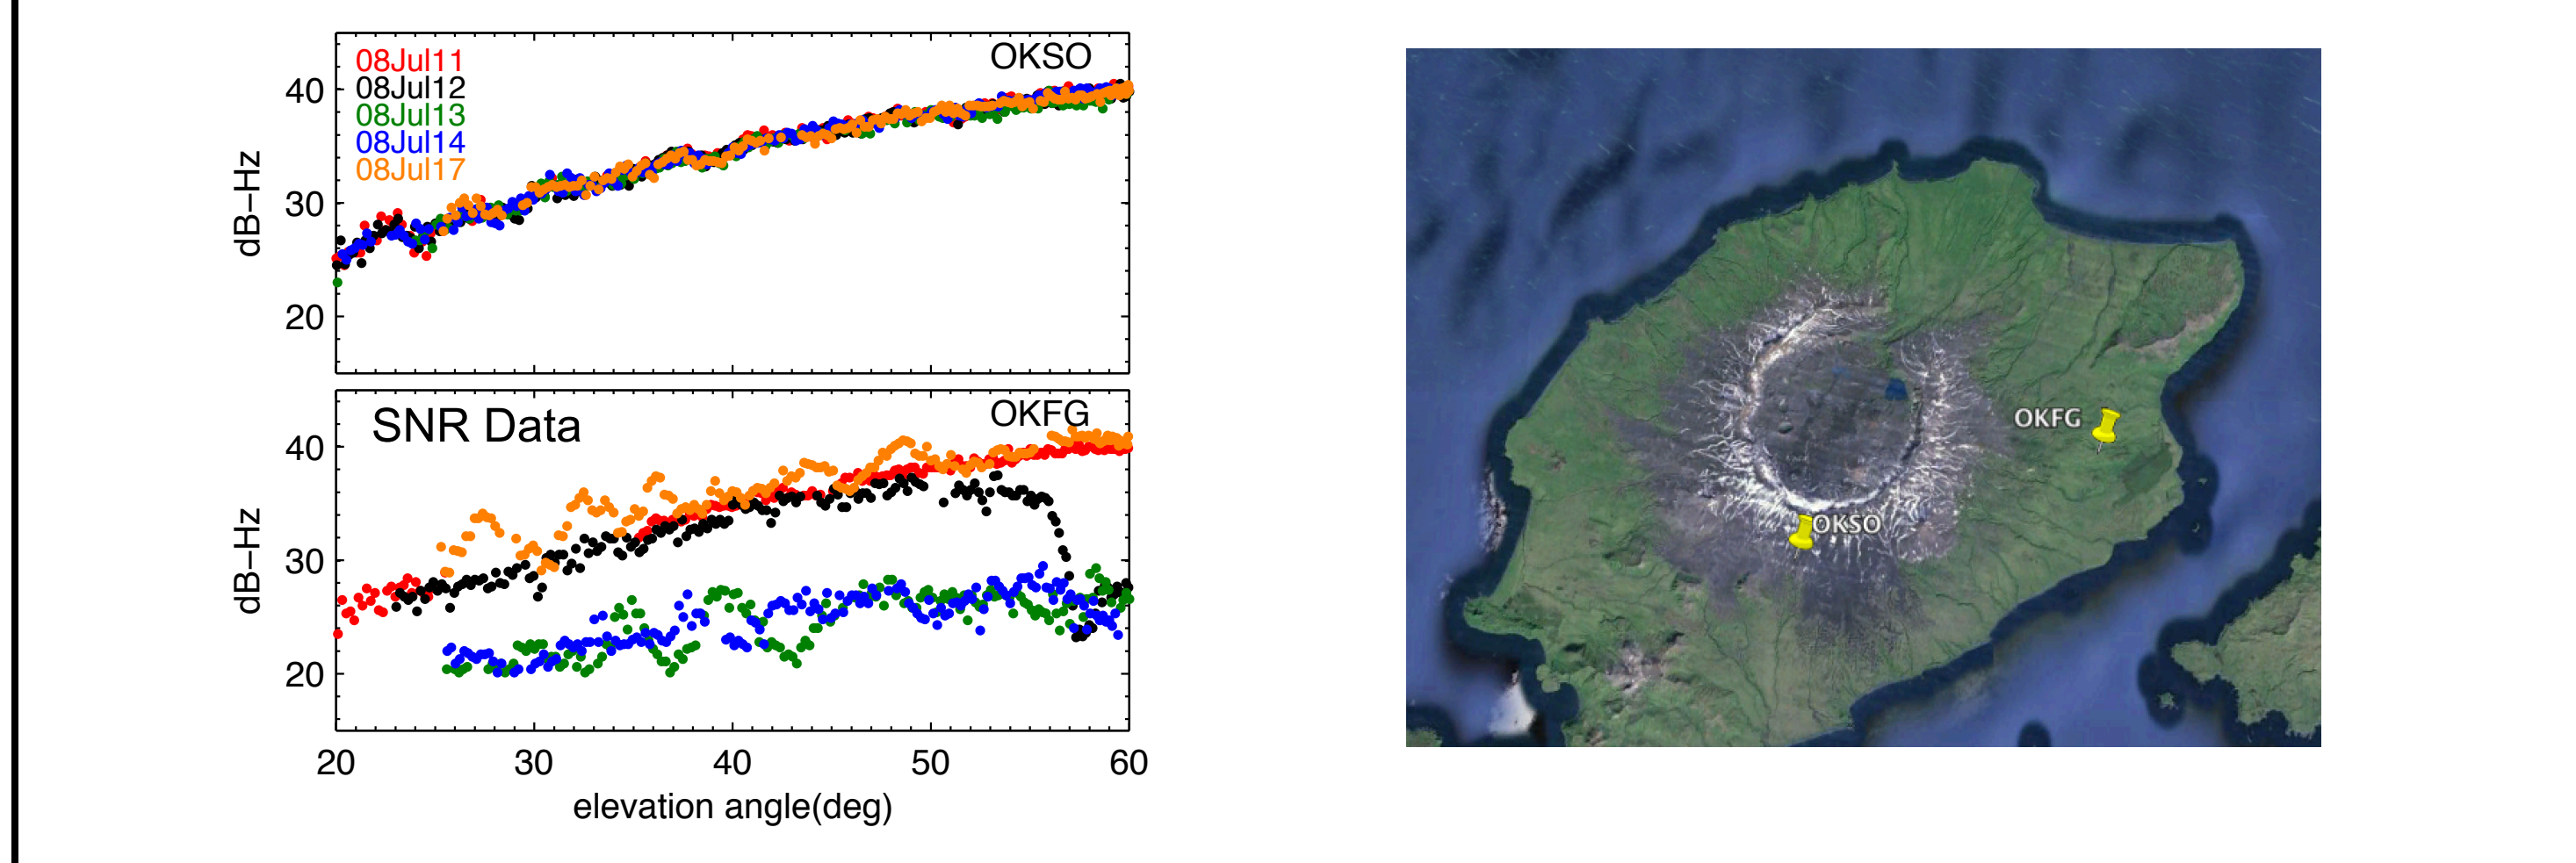 OKSO
08Jul11
08Jul12
08Jul13
08Jul14
08Jul17
40
30
20
dB–Hz
SNR Data
OKFG
40
30
20
dB–Hz
20 30 40 50 60
elevation angle(deg)
OKFG
OKSO